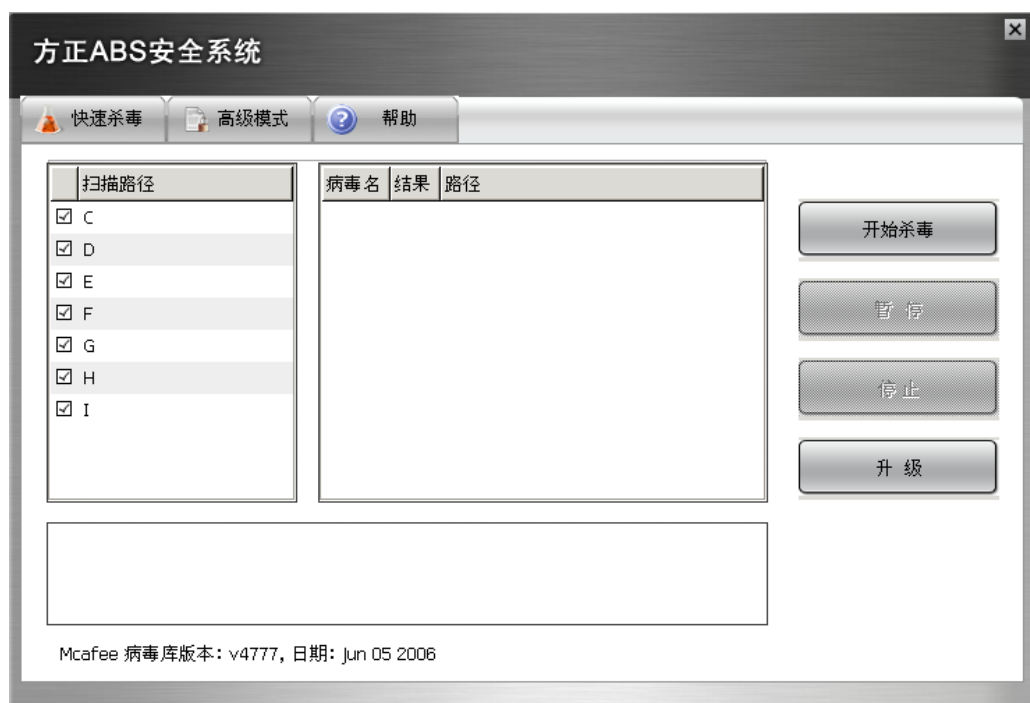 方正ABS安全系统
快速杀毒 高级模式 帮助
扫描路径
C
D
E
F
G
H
I
病毒名 结果 路径
开始杀毒
暂 停
停止
升 级
Mcafee 病毒库版本：v4777, 日期：Jun 05 2006